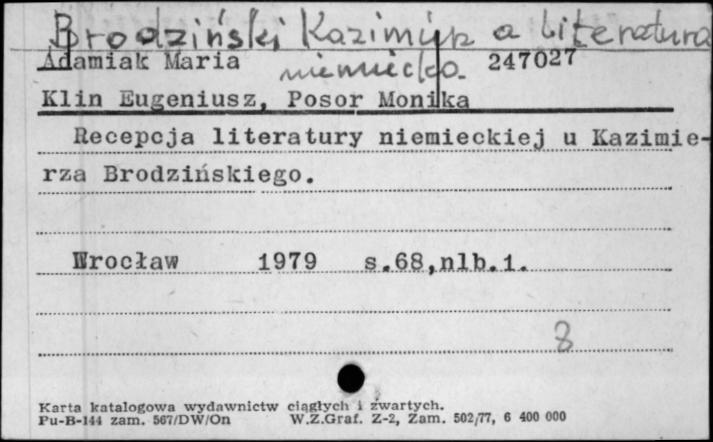 Brodziński Kazimierz a literatura
niemiecka
Adamiak Maria 247027
Klin Eugeniusz, Posor Monika
Recepcja literatury niemieckiej u Kazimie-
rza Brodzińskiego.
Wrocław 1979 s.68,nlb.1.
8
Karta katalogowa wydawnictw ciągłych i zwartych.
Pu-B-144 zam. 567/DW/On W.Z.Graf. Z-2, Zam. 502/77, 6 400 000